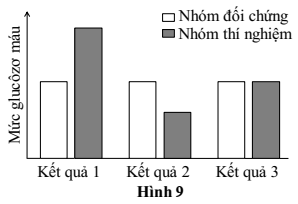 Nhóm đối chứng
Nhóm thí nghiệm
Mức glucôzơ máu
Kết quả 1 Kết quả 2 Kết quả 3
Hình 9